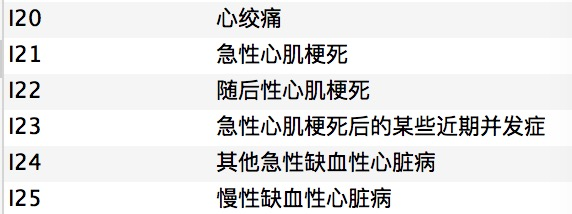 I20 心绞痛
I21 急性心肌梗死
I22 随后性心肌梗死
I23 急性心肌梗死后的某些近期并发症
I24 其他急性缺血性心脏病
I25 慢性缺血性心脏病